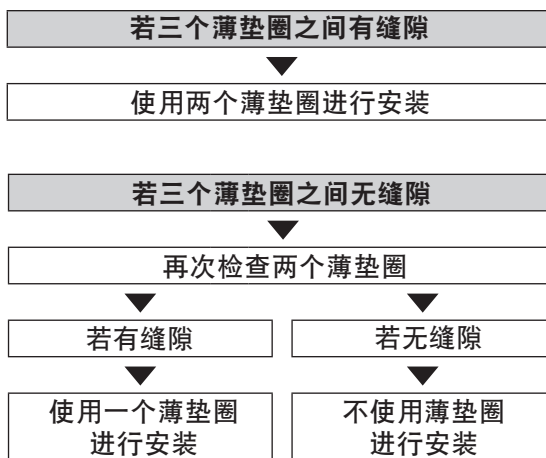 若三个薄垫圈之间有缝隙
使用两个薄垫圈进行安装
若三个薄垫圈之间无缝隙
再次检查两个薄垫圈
若有缝隙
若无缝隙
使用一个薄垫圈
进行安装
不使用薄垫圈
进行安装